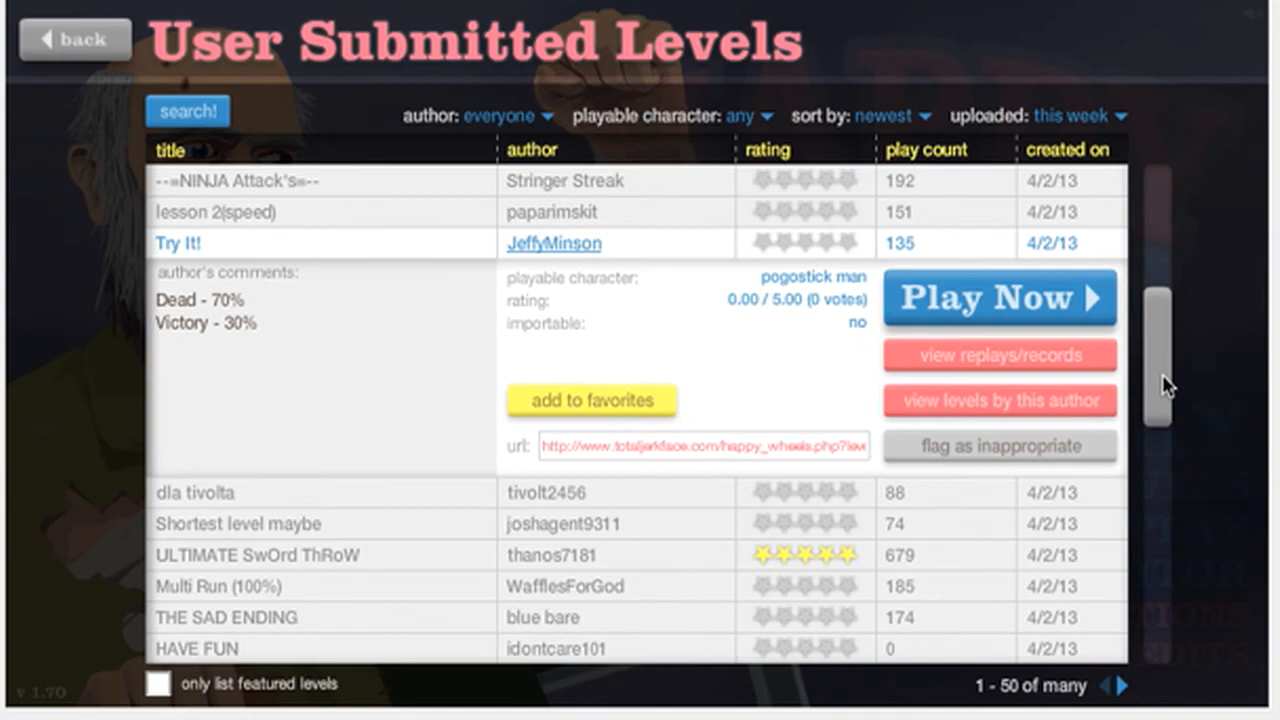 back
User Submitted Levels
search!
author: everyone playable character: any sort by: newest uploaded: this week
title author rating play count created on
--=NINJA Attack's=-- Stringer Streak 192 4/2/13
lesson 2(speed) paparimskit 151 4/2/13
Try It! JeffyMinson 135 4/2/13
author's comments:
Dead - 70%
Victory - 30%
playable character: pogostick man
rating: 0.00 / 5.00 (0 votes)
importable: no
add to favorites
url: http://www.totaljerkface.com/happy_wheels.php?leve
Play Now
view replays/records
view levels by this author
flag as inappropriate
dla tivolta tivolt2456 88 4/2/13
Shortest level maybe joshagent9311 74 4/2/13
ULTIMATE SwOrd ThRoW thanos7181 679 4/2/13
Multi Run (100%) WafflesForGod 185 4/2/13
THE SAD ENDING blue bare 174 4/2/13
HAVE FUN idontcare101 0 4/2/13
only list featured levels
1 - 50 of many
v 1.70